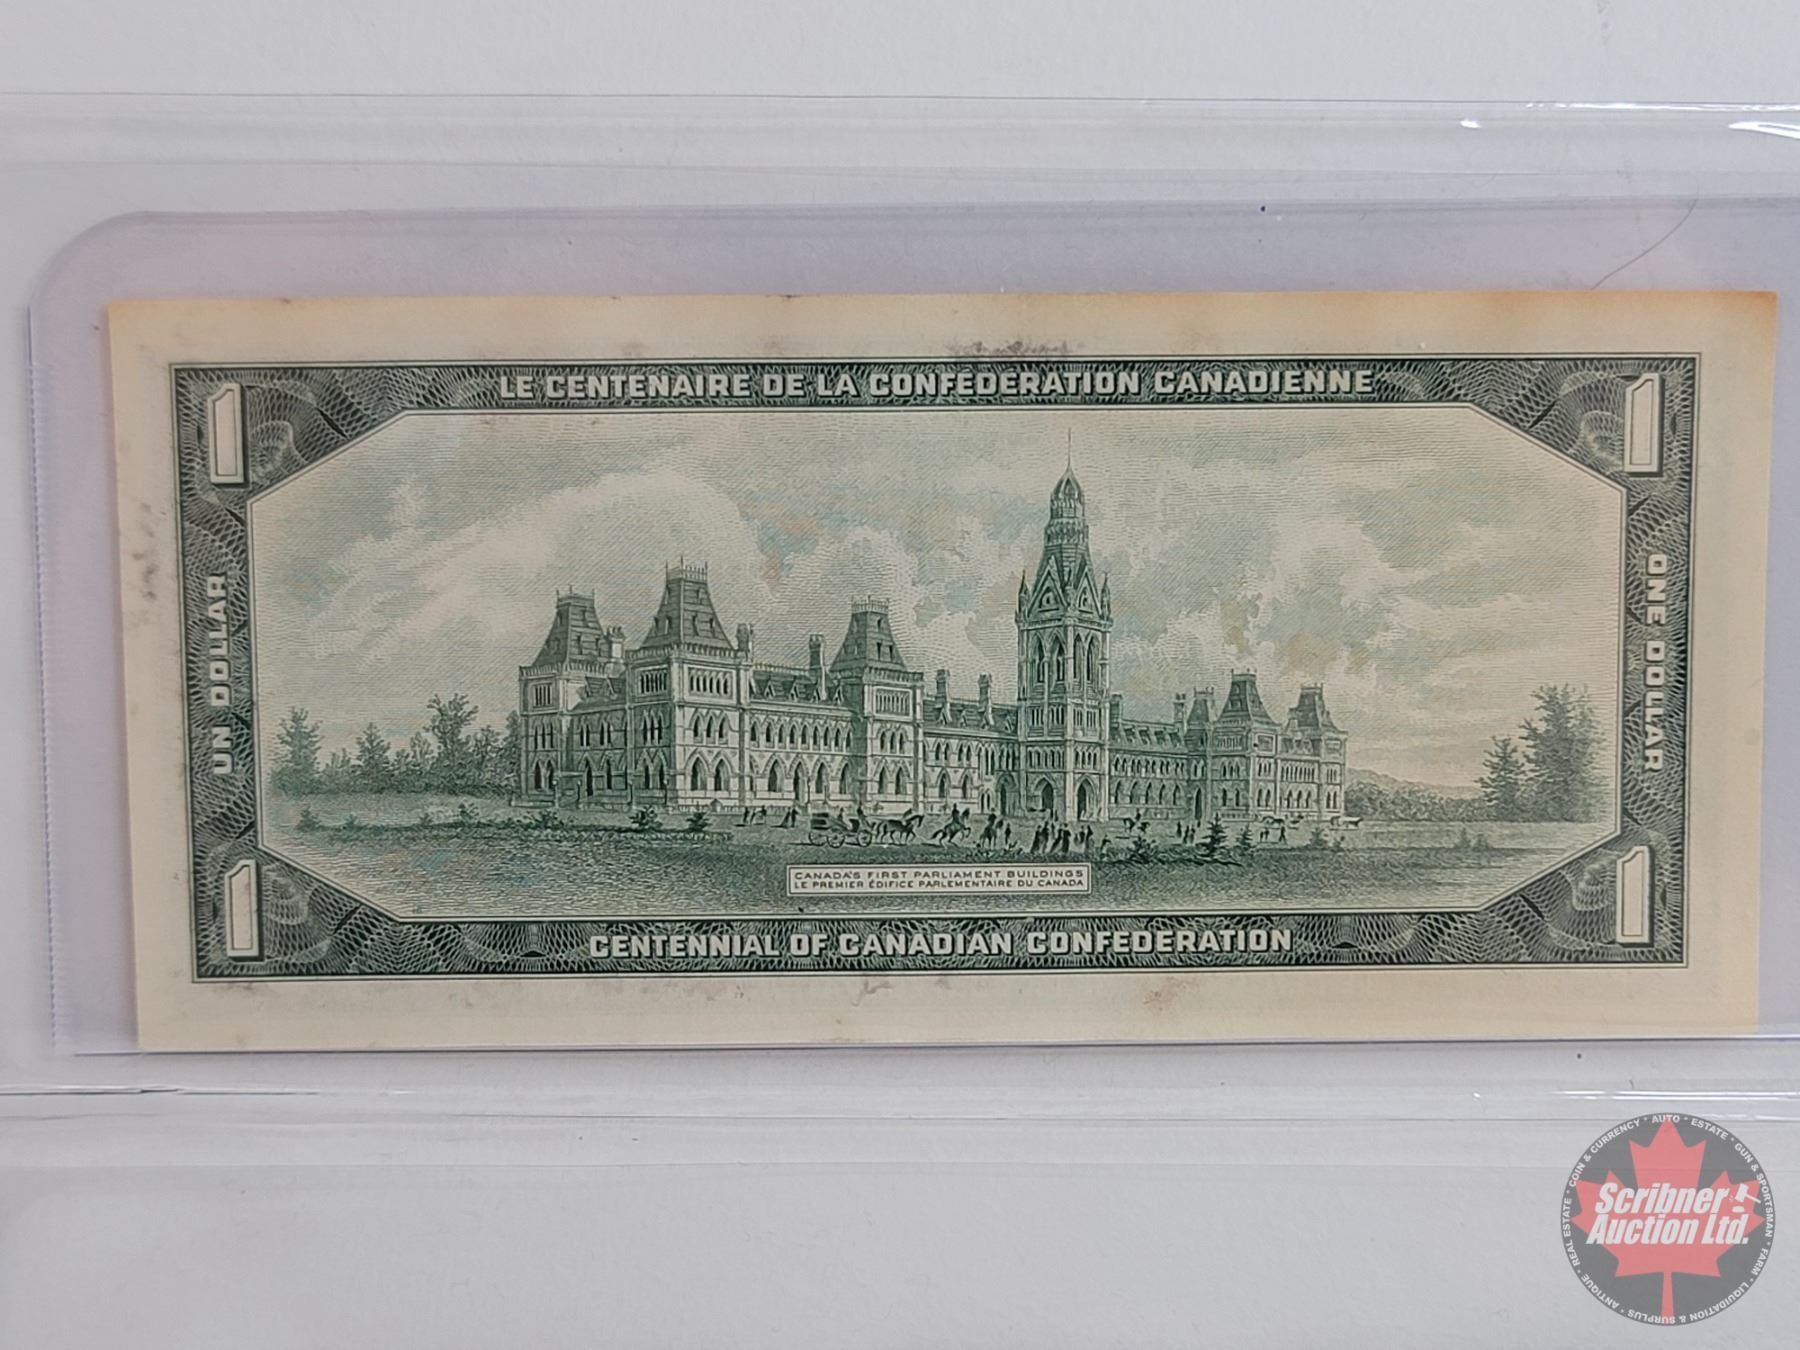 LE CENTENAIRE DE LA CONFÉDÉRATION CANADIENNE
1
1
UN DOLLAR
ONE DOLLAR
CANADA'S FIRST PARLIAMENT BUILDINGS
LE PREMIER ÉDIFICE PARLEMENTAIRE DU CANADA
1
1
CENTENNIAL OF CANADIAN CONFEDERATION
COIN & CURRENCY · AUTO · ESTATE · GUN & SPORTSMAN · FARM · LIQUIDATION & SURPLUS · ANTIQUE · REAL ESTATE ·
Scribner
Auction Ltd.